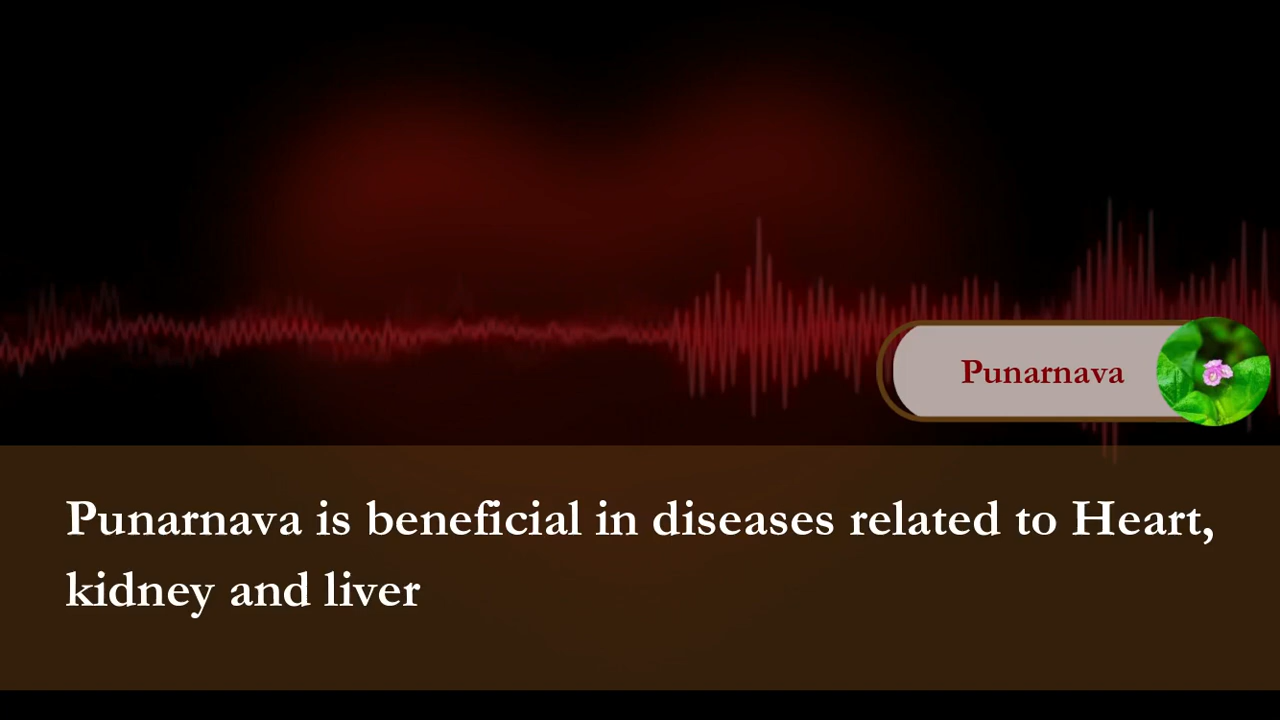 Punarnava
Punarnava is beneficial in diseases related to Heart,
kidney and liver